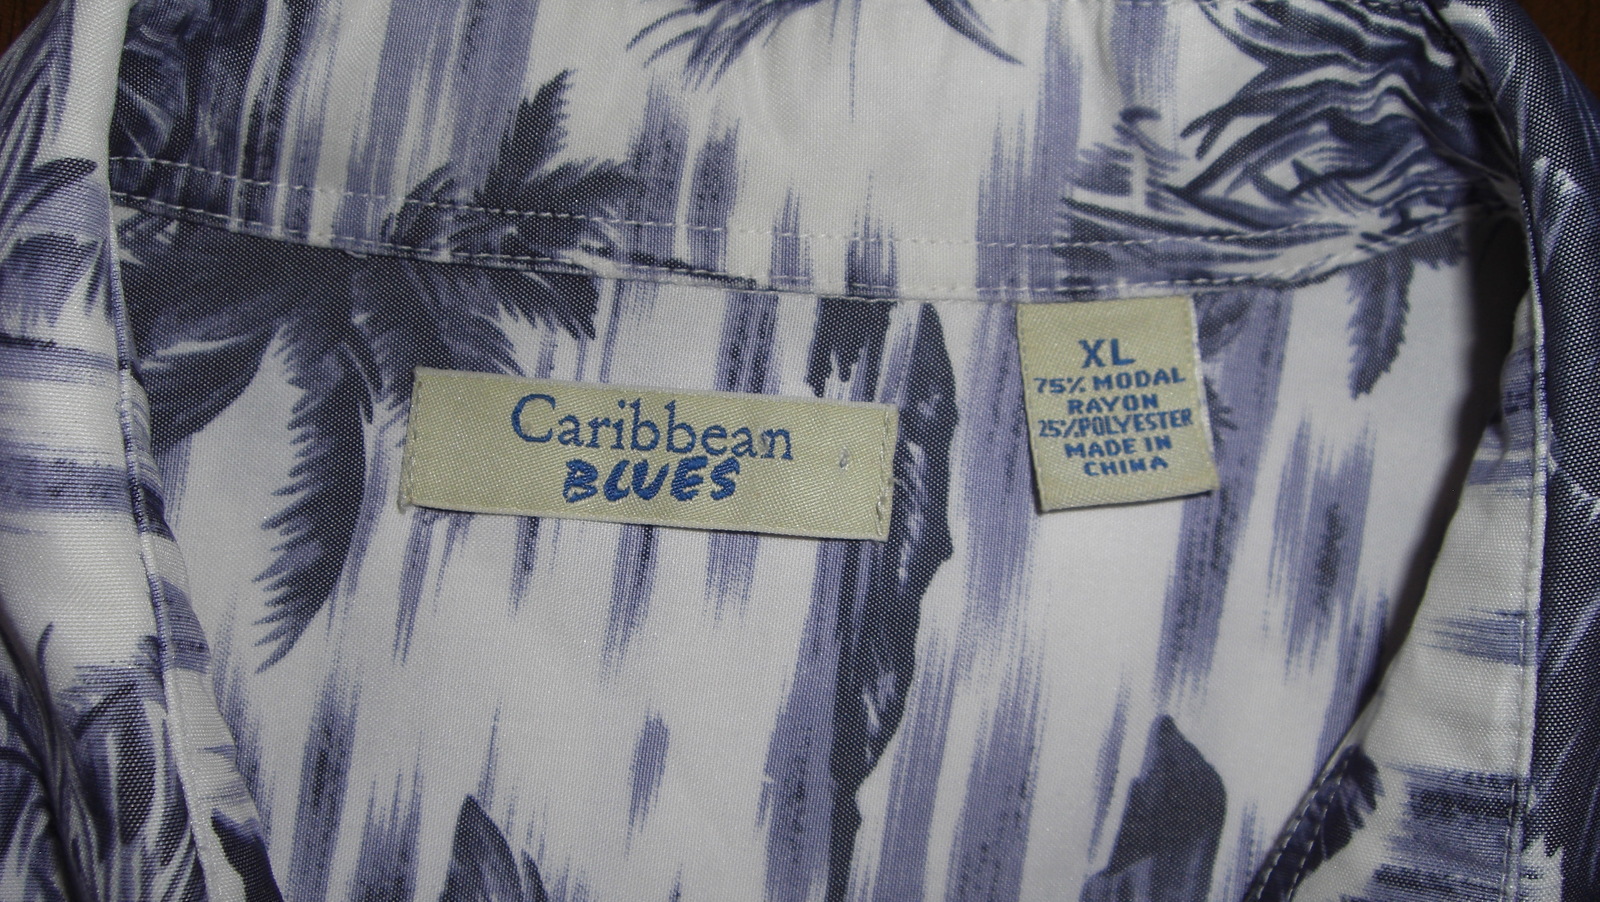 Caribbean
BLUES
XL
75% MODAL
RAYON
25%POLYESTER
MADE IN
CHINA